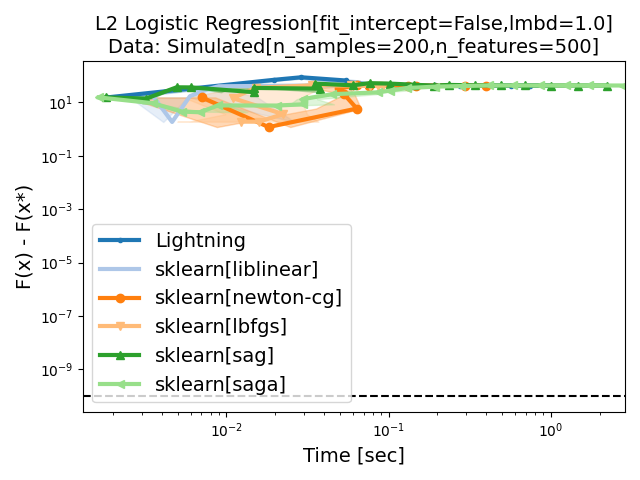 L2 Logistic Regression[fit_intercept=False,lmbd=1.0]
Data: Simulated[n_samples=200,n_features=500]
F(x) - F(x*)
10¹
10⁻¹
10⁻³
10⁻⁵
10⁻⁷
10⁻⁹
Lightning
sklearn[liblinear]
sklearn[newton-cg]
sklearn[lbfgs]
sklearn[sag]
sklearn[saga]
10⁻²
10⁻¹
10⁰
Time [sec]